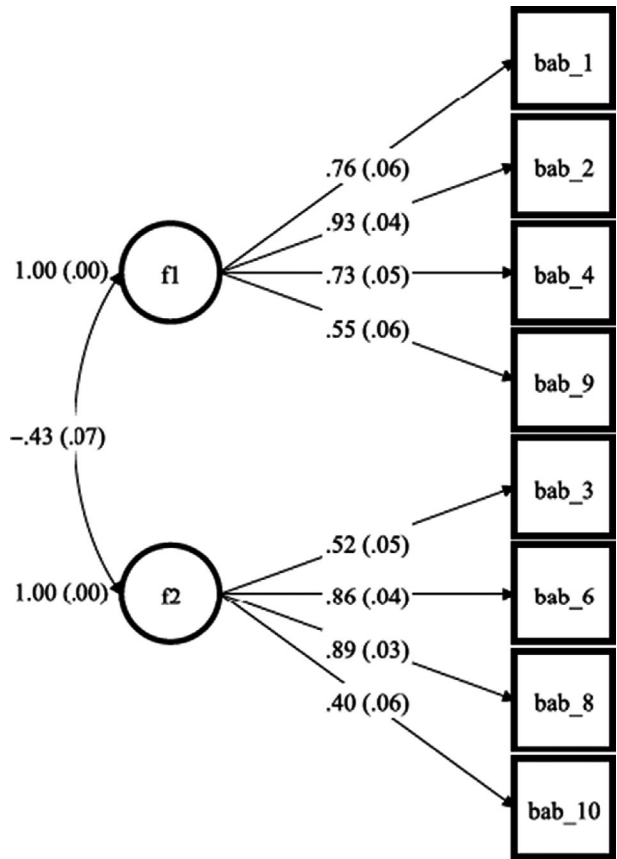 bab_1
.76 (.06)
bab_2
.93 (.04)
1.00 (.00)
f1
.73 (.05)
bab_4
.55 (.06)
bab_9
–.43 (.07)
bab_3
.52 (.05)
1.00 (.00)
f2
.86 (.04)
bab_6
.89 (.03)
bab_8
.40 (.06)
bab_10